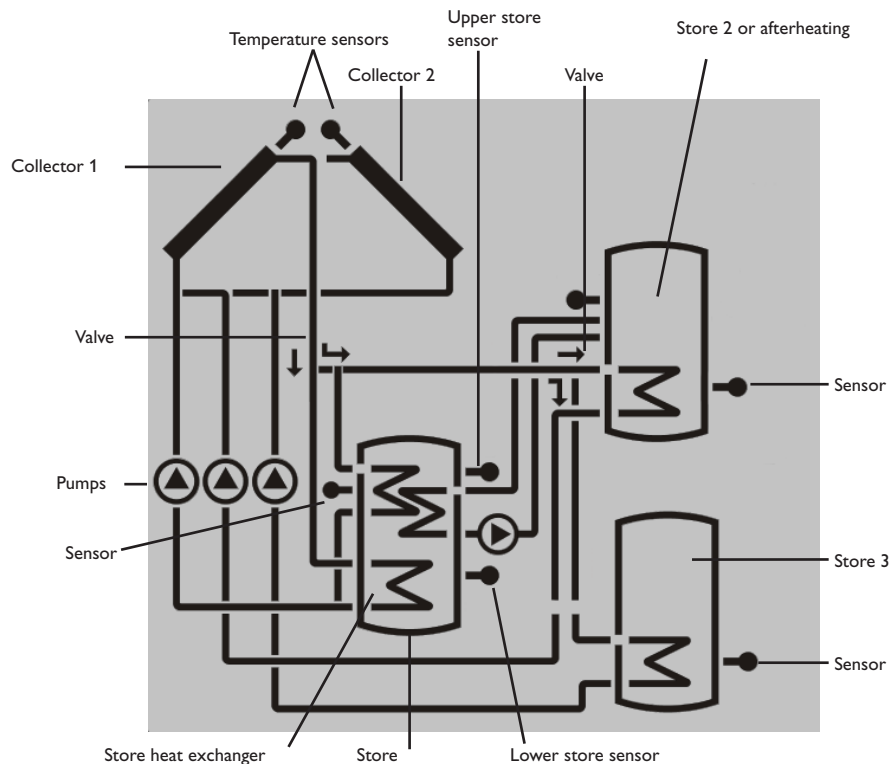 Upper store
sensor
Store 2 or afterheating
Temperature sensors
Collector 2
Valve
Collector 1
Valve
Sensor
Pumps
Sensor
Store 3
Sensor
Store heat exchanger
Store
Lower store sensor